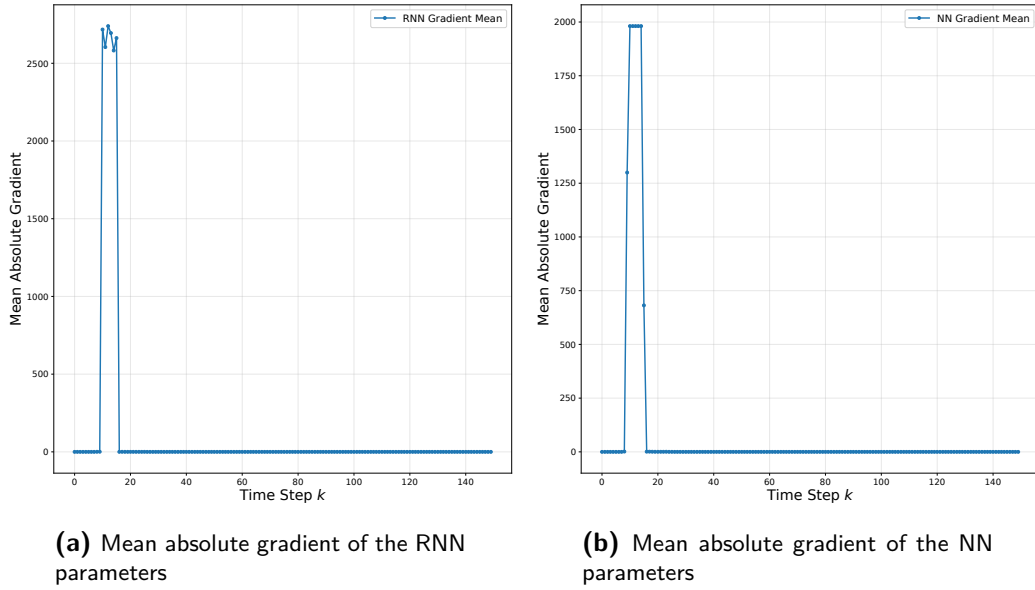 RNN Gradient Mean
2500
2000
1500
1000
500
0
Mean Absolute Gradient
0 20 40 60 80 100 120 140
Time Step k
(a) Mean absolute gradient of the RNN
parameters
NN Gradient Mean
2000
1750
1500
1250
1000
750
500
250
0
Mean Absolute Gradient
0 20 40 60 80 100 120 140
Time Step k
(b) Mean absolute gradient of the NN
parameters